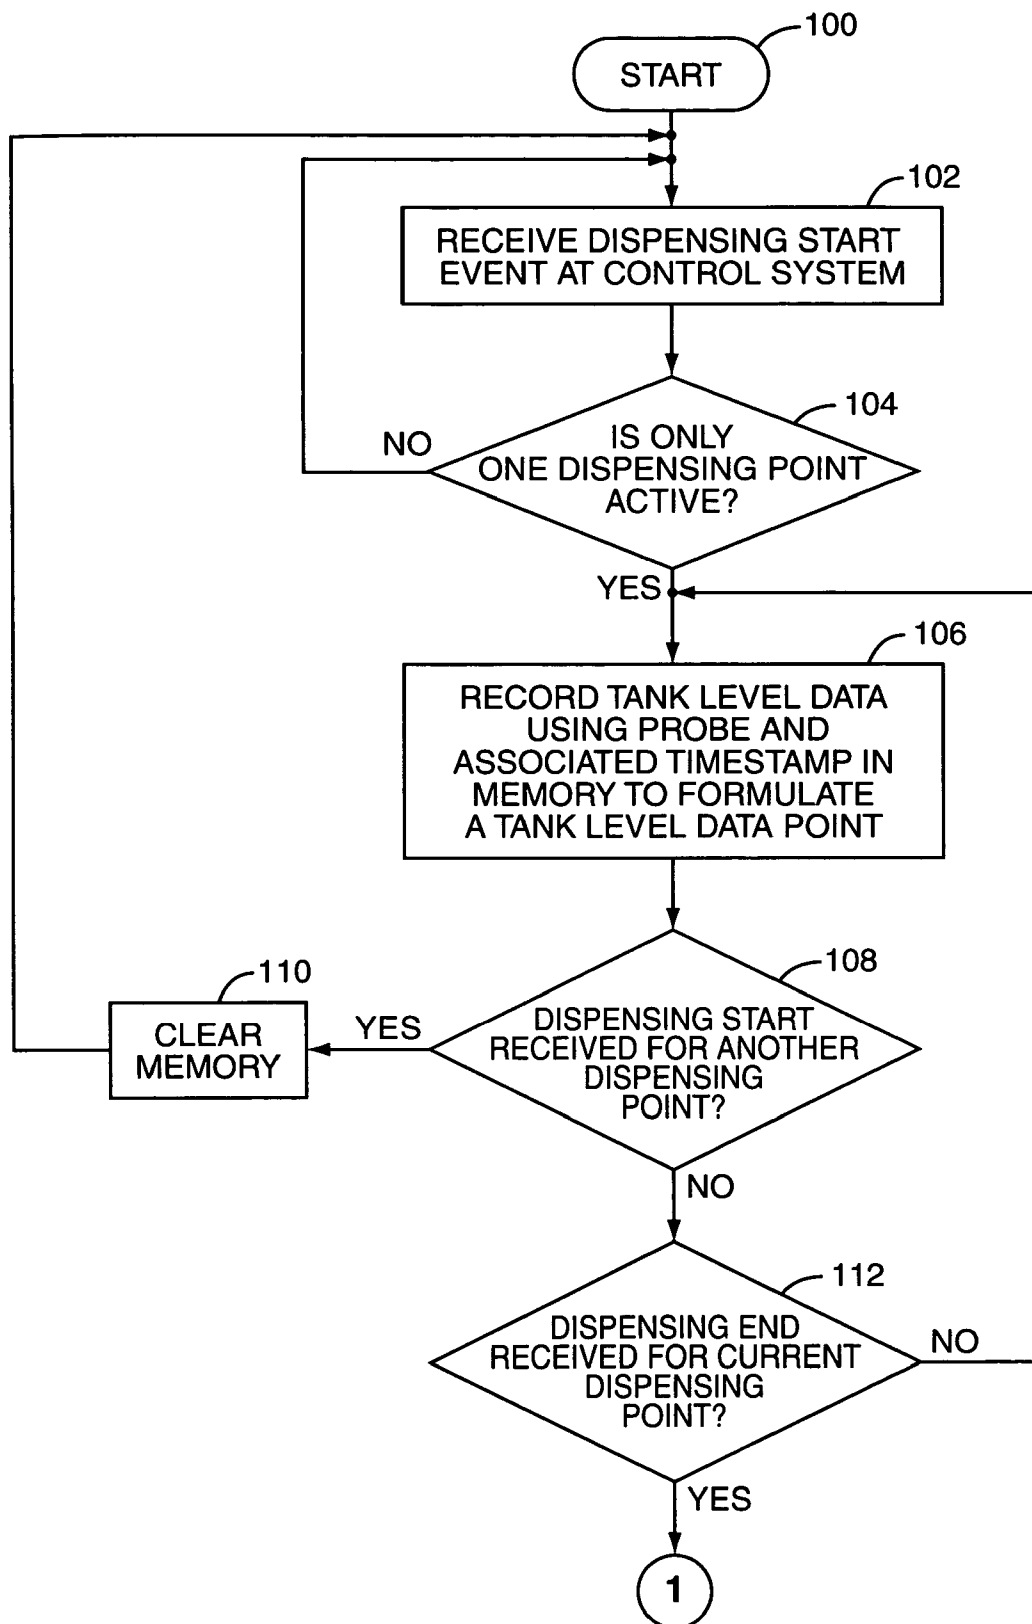 100
START
102
RECEIVE DISPENSING START
EVENT AT CONTROL SYSTEM
104
IS ONLY
ONE DISPENSING POINT
ACTIVE?
NO
YES
106
RECORD TANK LEVEL DATA
USING PROBE AND
ASSOCIATED TIMESTAMP IN
MEMORY TO FORMULATE
A TANK LEVEL DATA POINT
108
DISPENSING START
RECEIVED FOR ANOTHER
DISPENSING
POINT?
YES
110
CLEAR
MEMORY
NO
112
DISPENSING END
RECEIVED FOR CURRENT
DISPENSING
POINT?
NO
YES
1